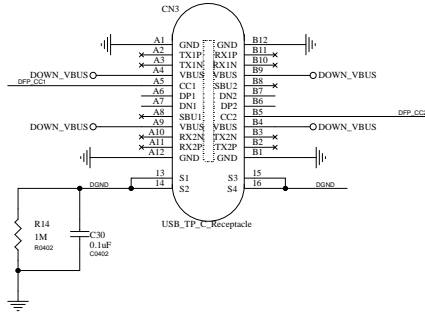 CN3
A1 GND GND B12
A2 TX1P RX1P B11
A3 TX1N RX1N B10
DOWN_VBUS A4 VBUS VBUS B9 DOWN_VBUS
DFP_CC1 A5 CC1 SBU2 B8
A6 DP1 DN2 B7
A7 DN1 DP2 B6
A8 SBU1 CC2 B5 DFP_CC2
DOWN_VBUS A9 VBUS VBUS B4 DOWN_VBUS
A10 RX2N TX2N B3
A11 RX2P TX2P B2
A12 GND GND B1
13 S1 S3 15
DGND 14 S2 S4 16 DGND
USB_TP_C_Receptacle
R14
1M
R0402
C30
0.1uF
C0402